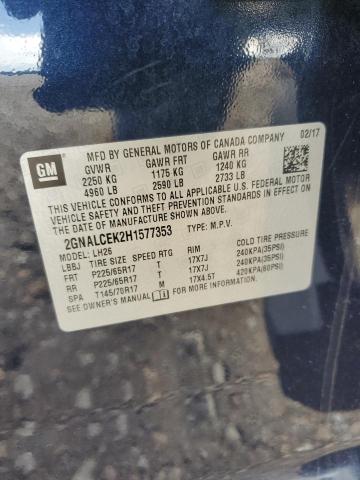 GM
MFD BY GENERAL MOTORS OF CANADA COMPANY 02/17
GVWR GAWR FRT GAWR RR
2250 KG 1175 KG 1240 KG
4960 LB 2590 LB 2733 LB
THIS VEHICLE CONFORMS TO ALL APPLICABLE U.S. FEDERAL MOTOR
VEHICLE SAFETY AND THEFT PREVENTION STANDARDS IN EFFECT ON
THE DATE OF MANUFACTURE SHOWN ABOVE.
2GNALCEK2H1577353 TYPE: M.P.V.
MODEL: LH26
LBBJ TIRE SIZE SPEED RTG RIM COLD TIRE PRESSURE
FRT P225/65R17 T 17X7J 240KPA(35PSI)
RR P225/65R17 T 17X7J 240KPA(35PSI)
SPA T145/70R17 M 17X4.5T 420KPA(60PSI)
SEE OWNER'S MANUAL FOR MORE INFORMATION.